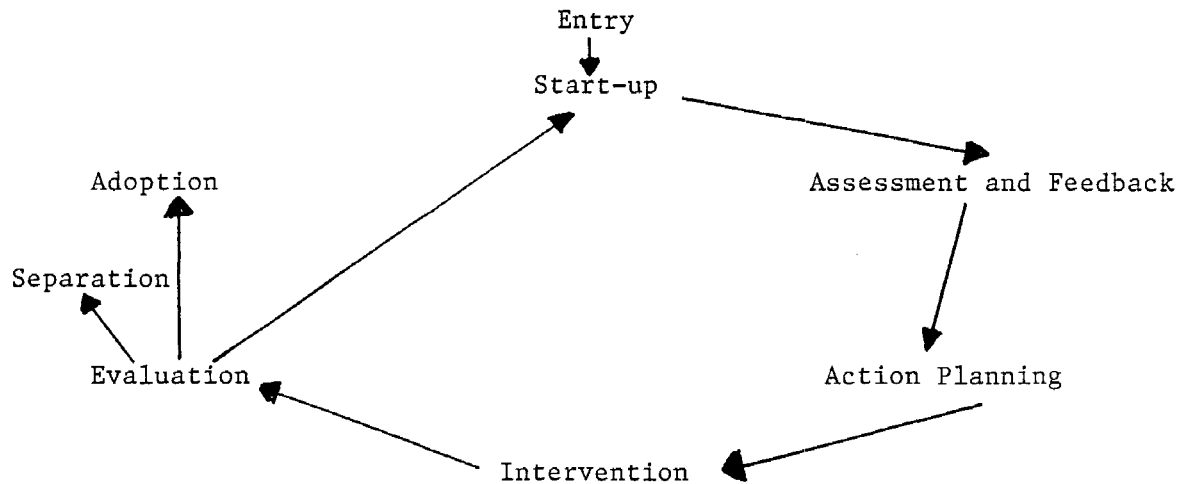 Entry
Start-up
Adoption
Assessment and Feedback
Separation
Evaluation
Action Planning
Intervention